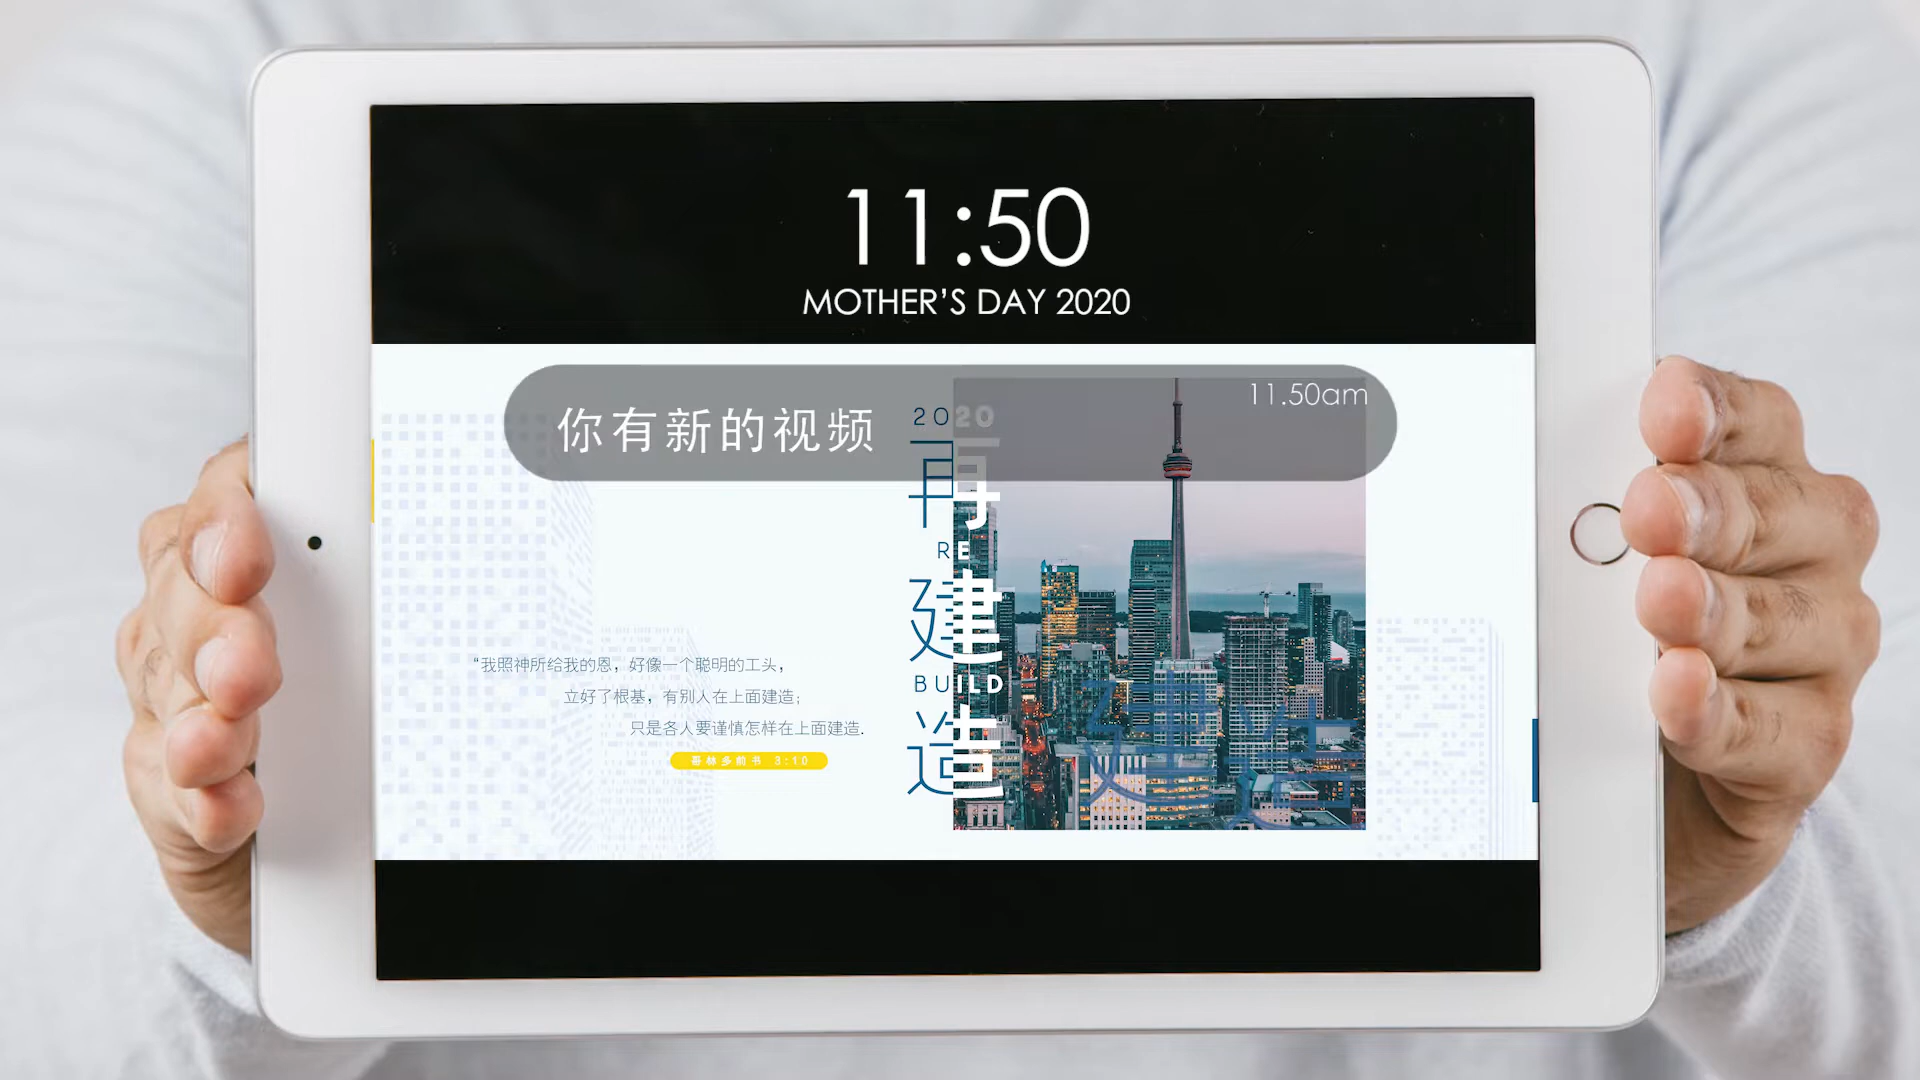 11:50
MOTHER'S DAY 2020
11.50am
你有新的视频
2020
再
RE
建
BUILD
造
建造
“我照神所给我的恩，好像一个聪明的工头，
立好了根基，有别人在上面建造；
只是各人要谨慎怎样在上面建造.
哥林多前书 3:10